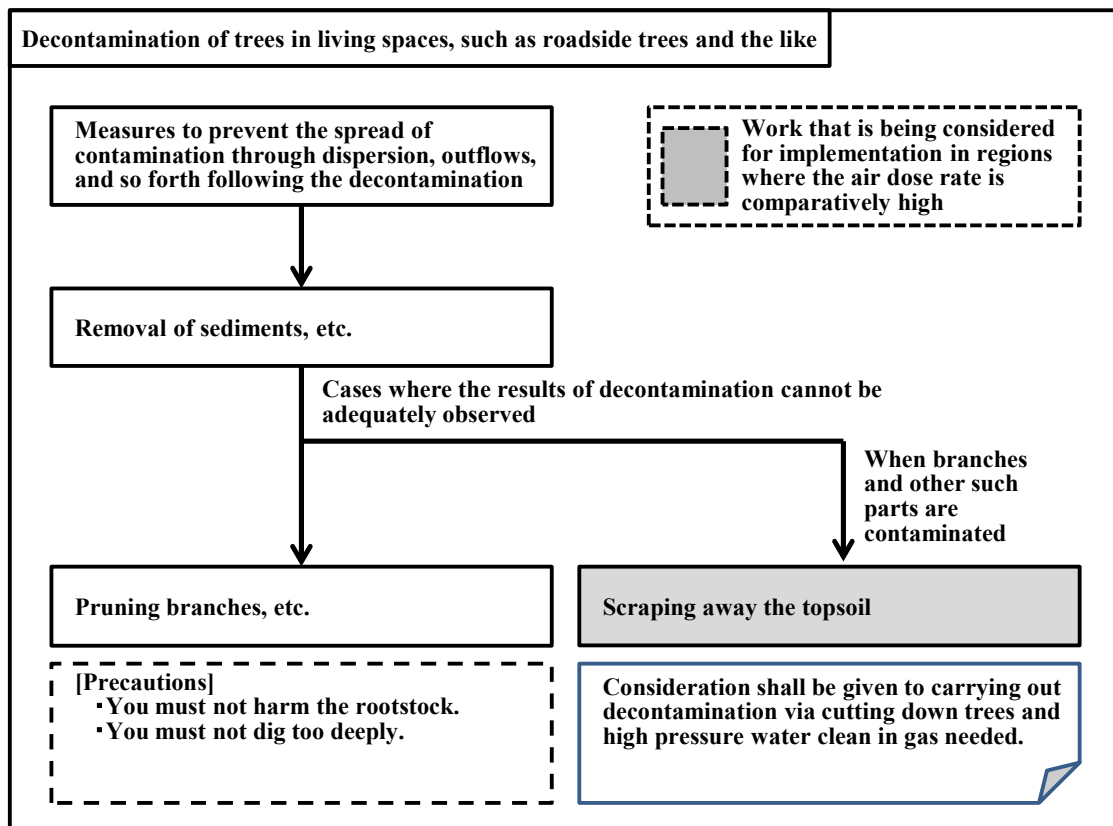 Decontamination of trees in living spaces, such as roadside trees and the like
Measures to prevent the spread of
contamination through dispersion, outflows,
and so forth following the decontamination
Work that is being considered
for implementation in regions
where the air dose rate is
comparatively high
Removal of sediments, etc.
Cases where the results of decontamination cannot be
adequately observed
When branches
and other such
parts are
contaminated
Pruning branches, etc.
Scraping away the topsoil
[Precautions]
・You must not harm the rootstock.
・You must not dig too deeply.
Consideration shall be given to carrying out
decontamination via cutting down trees and
high pressure water clean in gas needed.